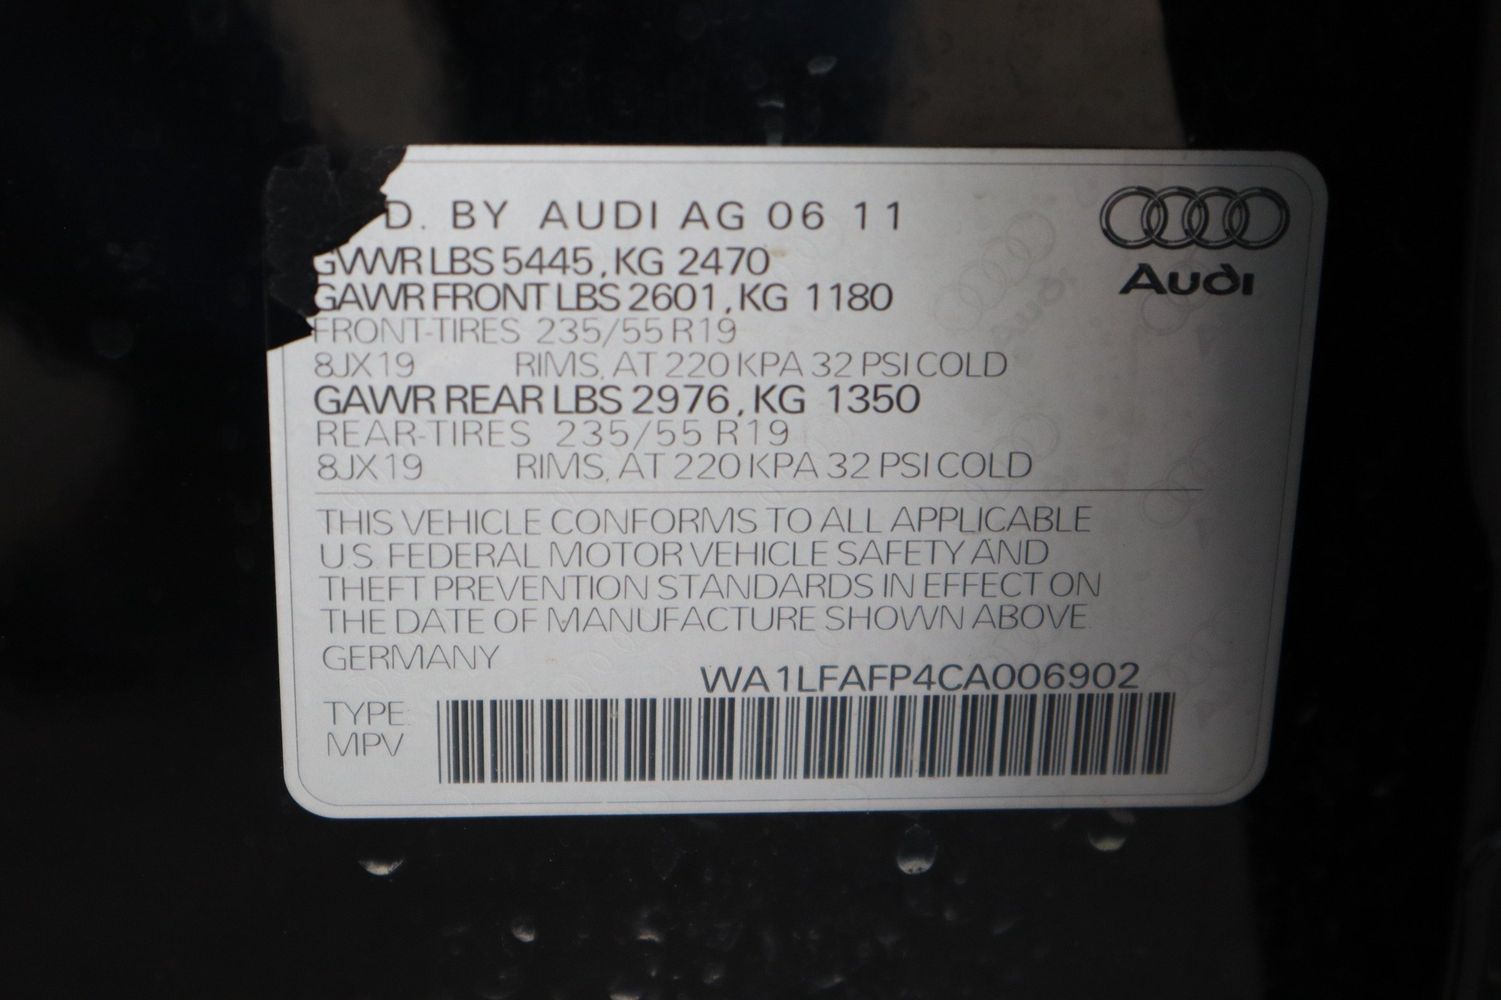 D. BY AUDI AG 06 11
GVWR LBS 5445, KG 2470
GAWR FRONT LBS 2601, KG 1180
FRONT-TIRES 235/55 R19
8JX19 RIMS, AT 220 KPA 32 PSI COLD
GAWR REAR LBS 2976, KG 1350
REAR-TIRES 235/55 R19
8JX19 RIMS, AT 220 KPA 32 PSI COLD
THIS VEHICLE CONFORMS TO ALL APPLICABLE
U.S. FEDERAL MOTOR VEHICLE SAFETY AND
THEFT PREVENTION STANDARDS IN EFFECT ON
THE DATE OF MANUFACTURE SHOWN ABOVE.
GERMANY
WA1LFAFP4CA006902
TYPE:
MPV
Audi